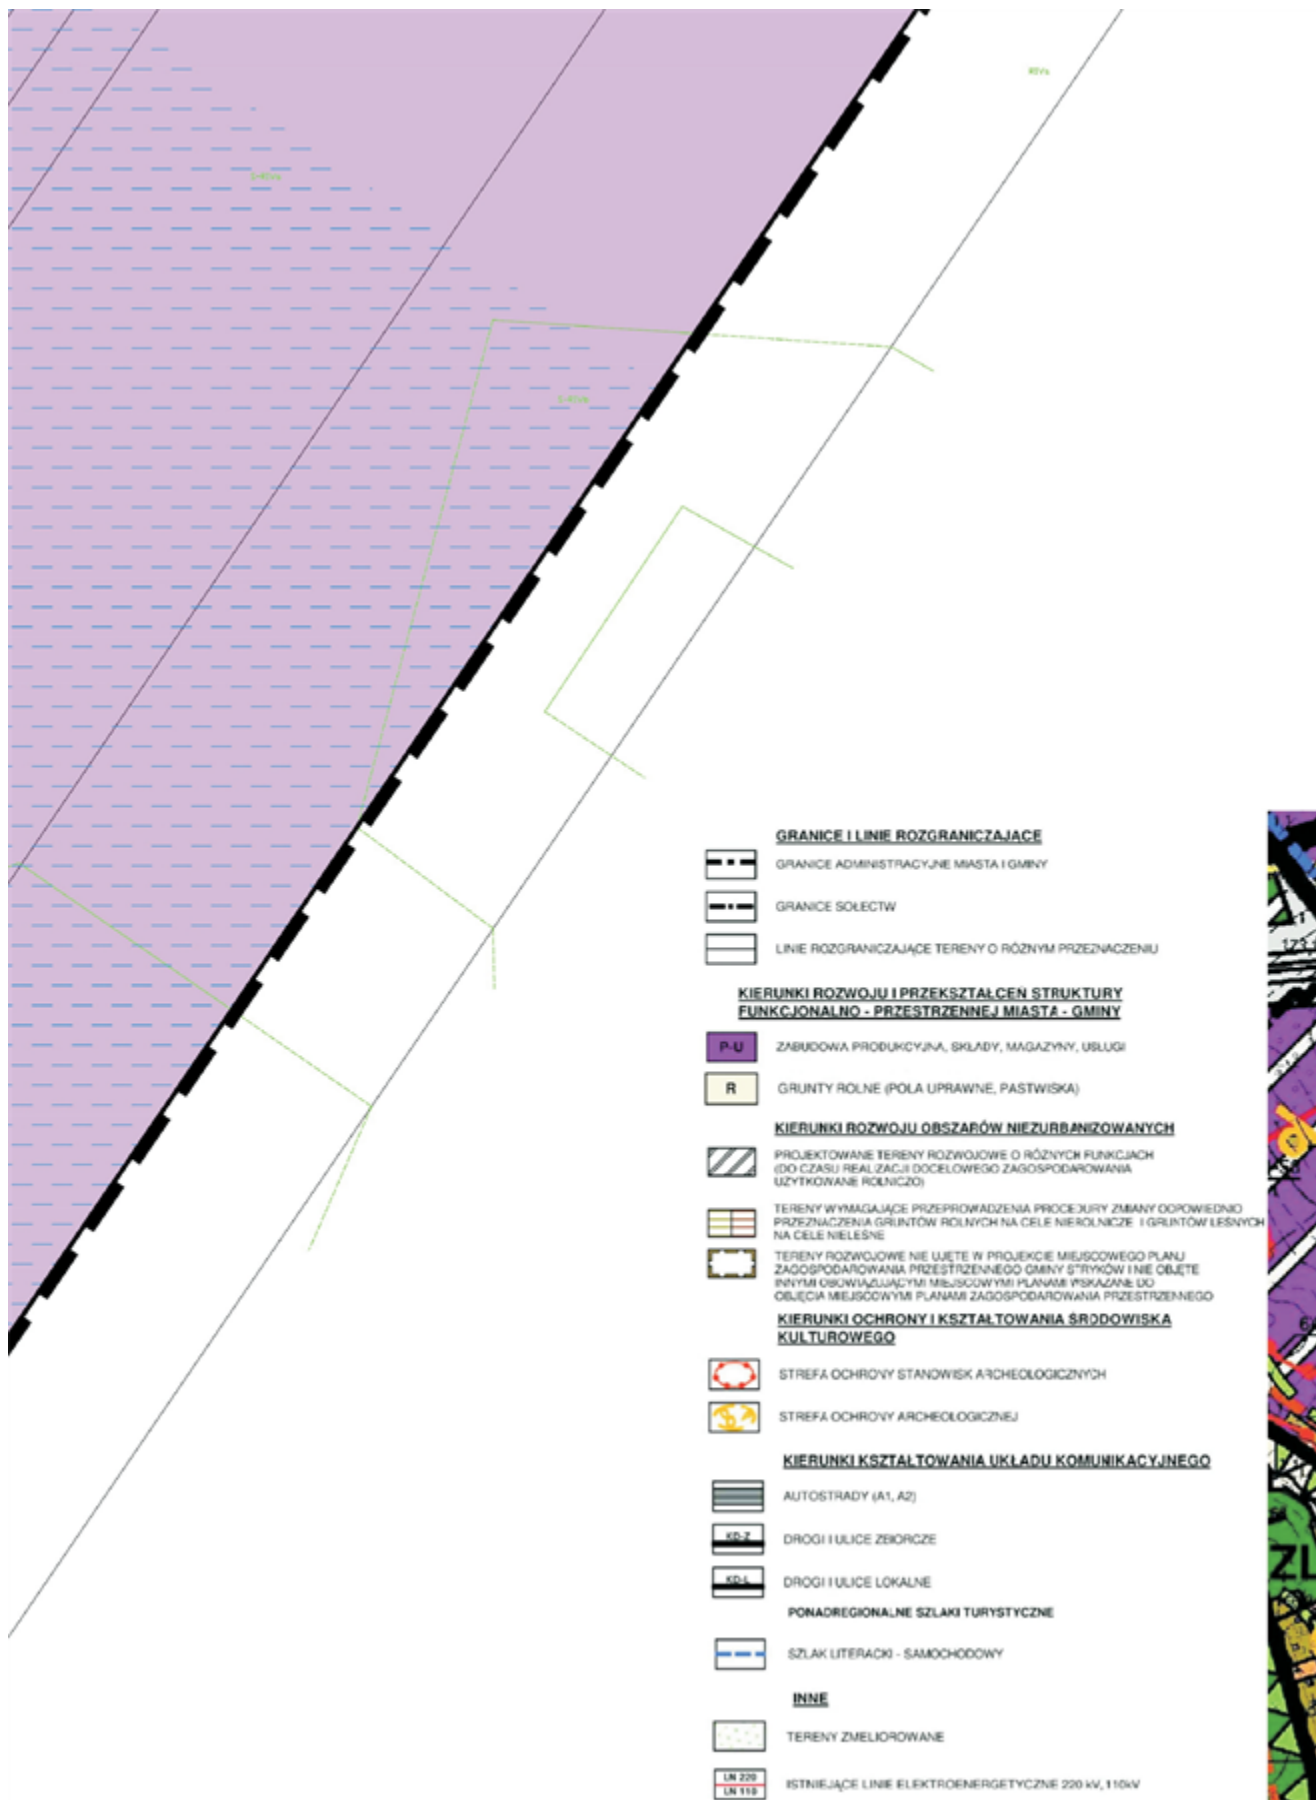 RIVa
S-RIVa
S-RIVa
GRANICE I LINIE ROZGRANICZAJĄCE
GRANICE ADMINISTRACYJNE MIASTA I GMINY
GRANICE SOŁECTW
LINIE ROZGRANICZAJĄCE TERENY O RÓŻNYM PRZEZNACZENIU
KIERUNKI ROZWOJU I PRZEKSZTAŁCEŃ STRUKTURY
FUNKCJONALNO - PRZESTRZENNEJ MIASTA - GMINY
P-U ZABUDOWA PRODUKCYJNA, SKŁADY, MAGAZYNY, USŁUGI
R GRUNTY ROLNE (POLA UPRAWNE, PASTWISKA)
KIERUNKI ROZWOJU OBSZARÓW NIEZURBANIZOWANYCH
PROJEKTOWANE TERENY ROZWOJOWE O RÓŻNYCH FUNKCJACH
(DO CZASU REALIZACJI DOCELOWEGO ZAGOSPODAROWANIA
UŻYTKOWANE ROLNICZO)
TERENY WYMAGAJĄCE PRZEPROWADZENIA PROCEDURY ZMIANY ODPOWIEDNIO
PRZEZNACZENIA GRUNTÓW ROLNYCH NA CELE NIEROLNICZE I GRUNTÓW LEŚNYCH
NA CELE NIELEŚNE
TERENY ROZWOJOWE NIE UJĘTE W PROJEKCIE MIEJSCOWEGO PLANU
ZAGOSPODAROWANIA PRZESTRZENNEGO GMINY STRYKÓW I NIE OBJĘTE
INNYMI OBOWIĄZUJĄCYMI MIEJSCOWYMI PLANAMI WSKAZANE DO
OBJĘCIA MIEJSCOWYMI PLANAMI ZAGOSPODAROWANIA PRZESTRZENNEGO
KIERUNKI OCHRONY I KSZTAŁTOWANIA ŚRODOWISKA
KULTUROWEGO
STREFA OCHRONY STANOWISK ARCHEOLOGICZNYCH
STREFA OCHRONY ARCHEOLOGICZNEJ
KIERUNKI KSZTAŁTOWANIA UKŁADU KOMUNIKACYJNEGO
AUTOSTRADY (A1, A2)
KD-Z DROGI I ULICE ZBIORCZE
KD-L DROGI I ULICE LOKALNE
PONADREGIONALNE SZLAKI TURYSTYCZNE
SZLAK LITERACKI - SAMOCHODOWY
INNE
TERENY ZMELIOROWANE
LN 220
LN 110
ISTNIEJĄCE LINIE ELEKTROENERGETYCZNE 220 kV, 110kV
ZL